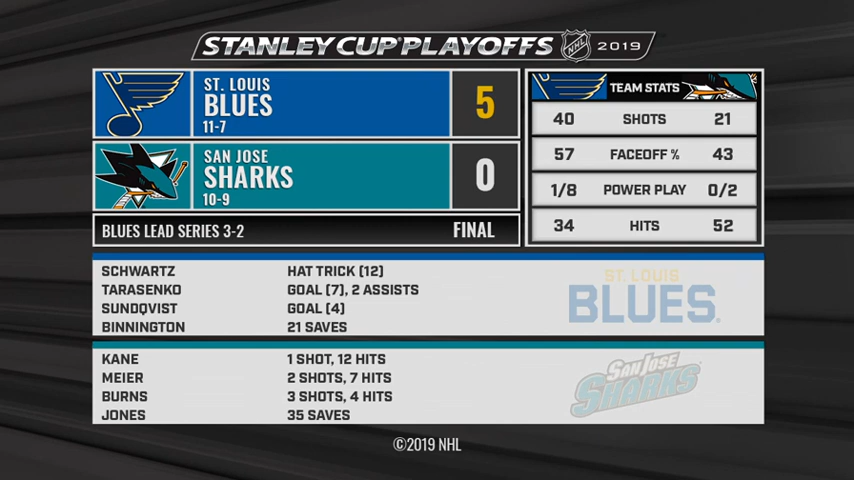 STANLEY CUP PLAYOFFS NHL 2019
ST. LOUIS
BLUES
11-7
5
SAN JOSE
SHARKS
10-9
0
BLUES LEAD SERIES 3-2 FINAL
TEAM STATS
40 SHOTS 21
57 FACEOFF % 43
1/8 POWER PLAY 0/2
34 HITS 52
SCHWARTZ HAT TRICK (12)
TARASENKO GOAL (7), 2 ASSISTS
SUNDQVIST GOAL (4)
BINNINGTON 21 SAVES
ST. LOUIS
BLUES
KANE 1 SHOT, 12 HITS
MEIER 2 SHOTS, 7 HITS
BURNS 3 SHOTS, 4 HITS
JONES 35 SAVES
SAN JOSE
SHARKS
©2019 NHL